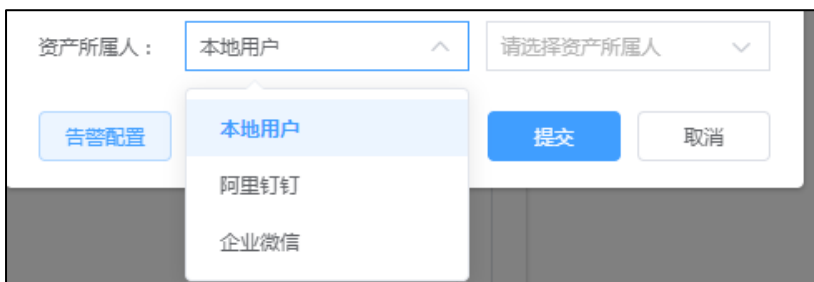 资产所属人： 本地用户 请选择资产所属人
告警配置 本地用户 提交 取消
阿里钉钉
企业微信